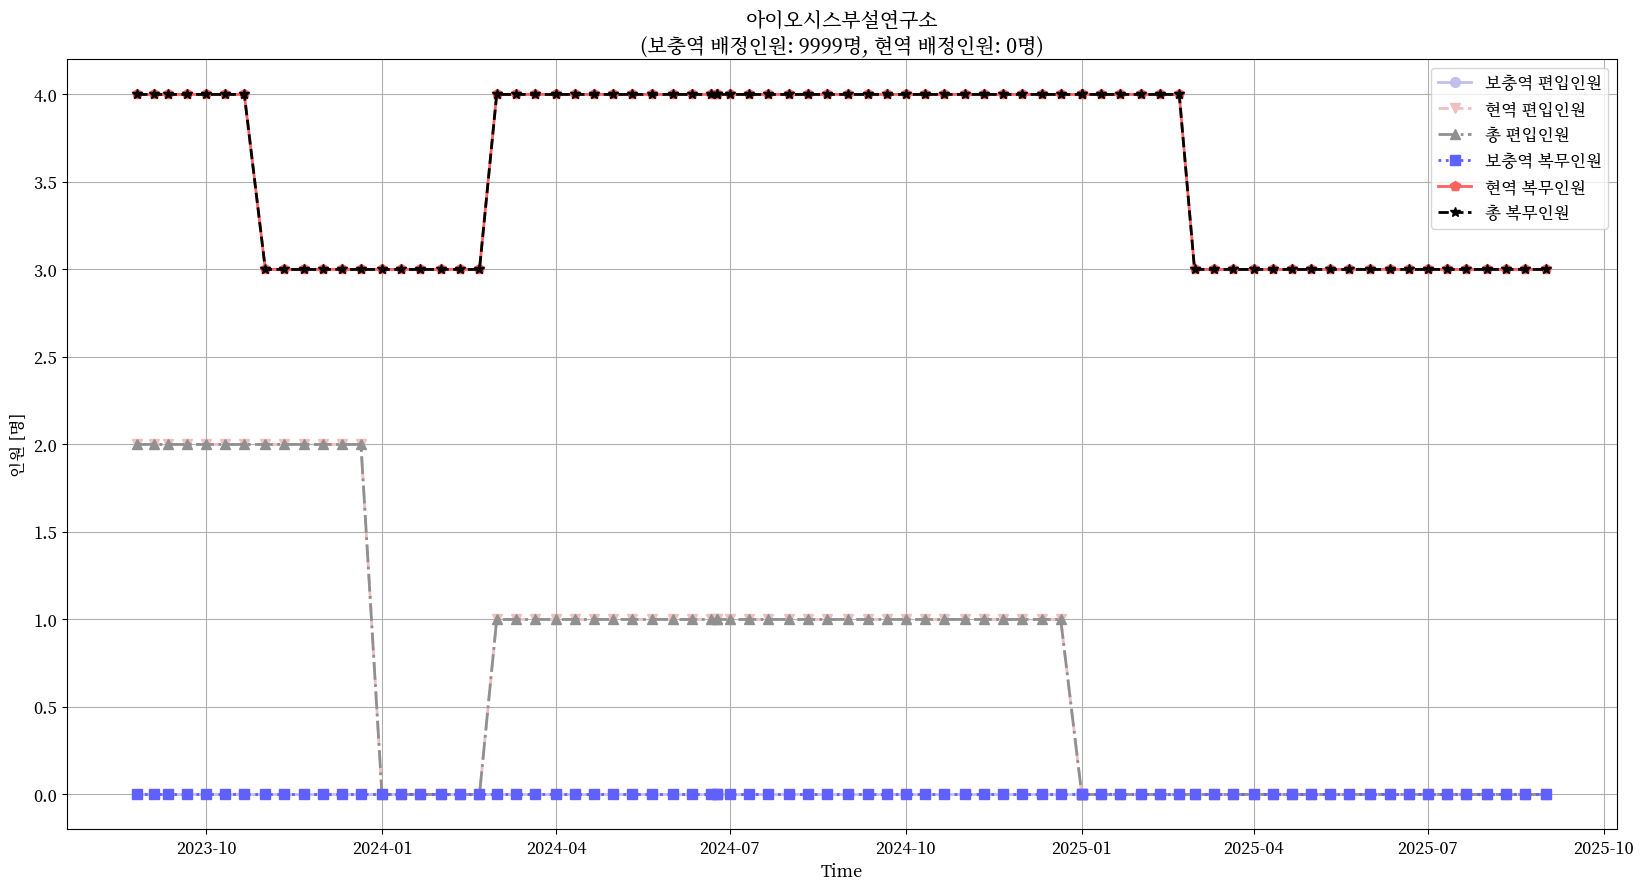 아이오시스부설연구소
(보충역 배정인원: 9999명, 현역 배정인원: 0명)
보충역 편입인원
현역 편입인원
총 편입인원
보충역 복무인원
현역 복무인원
총 복무인원
인원 [명]
4.0
3.5
3.0
2.5
2.0
1.5
1.0
0.5
0.0
2023-10
2024-01
2024-04
2024-07
2024-10
2025-01
2025-04
2025-07
2025-10
Time